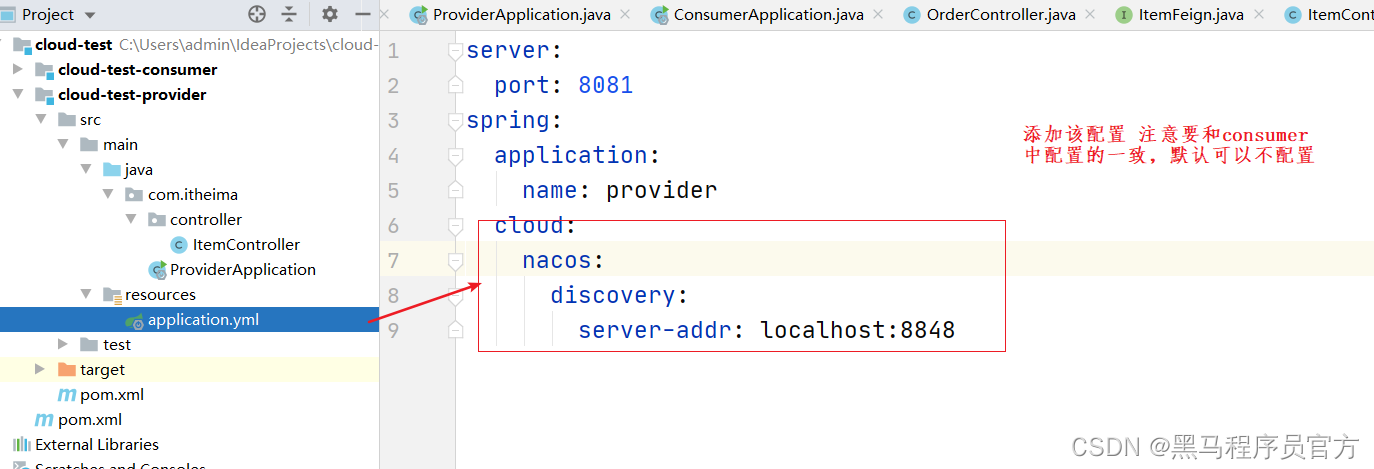 Project
ProviderApplication.java
ConsumerApplication.java
OrderController.java
ItemFeign.java
ItemCont
cloud-test C:\Users\admin\IdeaProjects\cloud-
cloud-test-consumer
cloud-test-provider
src
main
java
com.itheima
controller
ItemController
ProviderApplication
resources
application.yml
test
target
pom.xml
pom.xml
External Libraries
Scratches and Consoles
1 server:
2 port: 8081
3 spring:
4 application:
5 name: provider
6 cloud:
7 nacos:
8 discovery:
9 server-addr: localhost:8848
添加该配置 注意要和consumer
中配置的一致，默认可以不配置
CSDN @黑马程序员官方